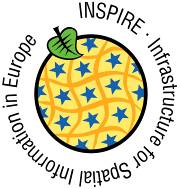 INSPIRE · Infrastructure for Spatial Information in Europe